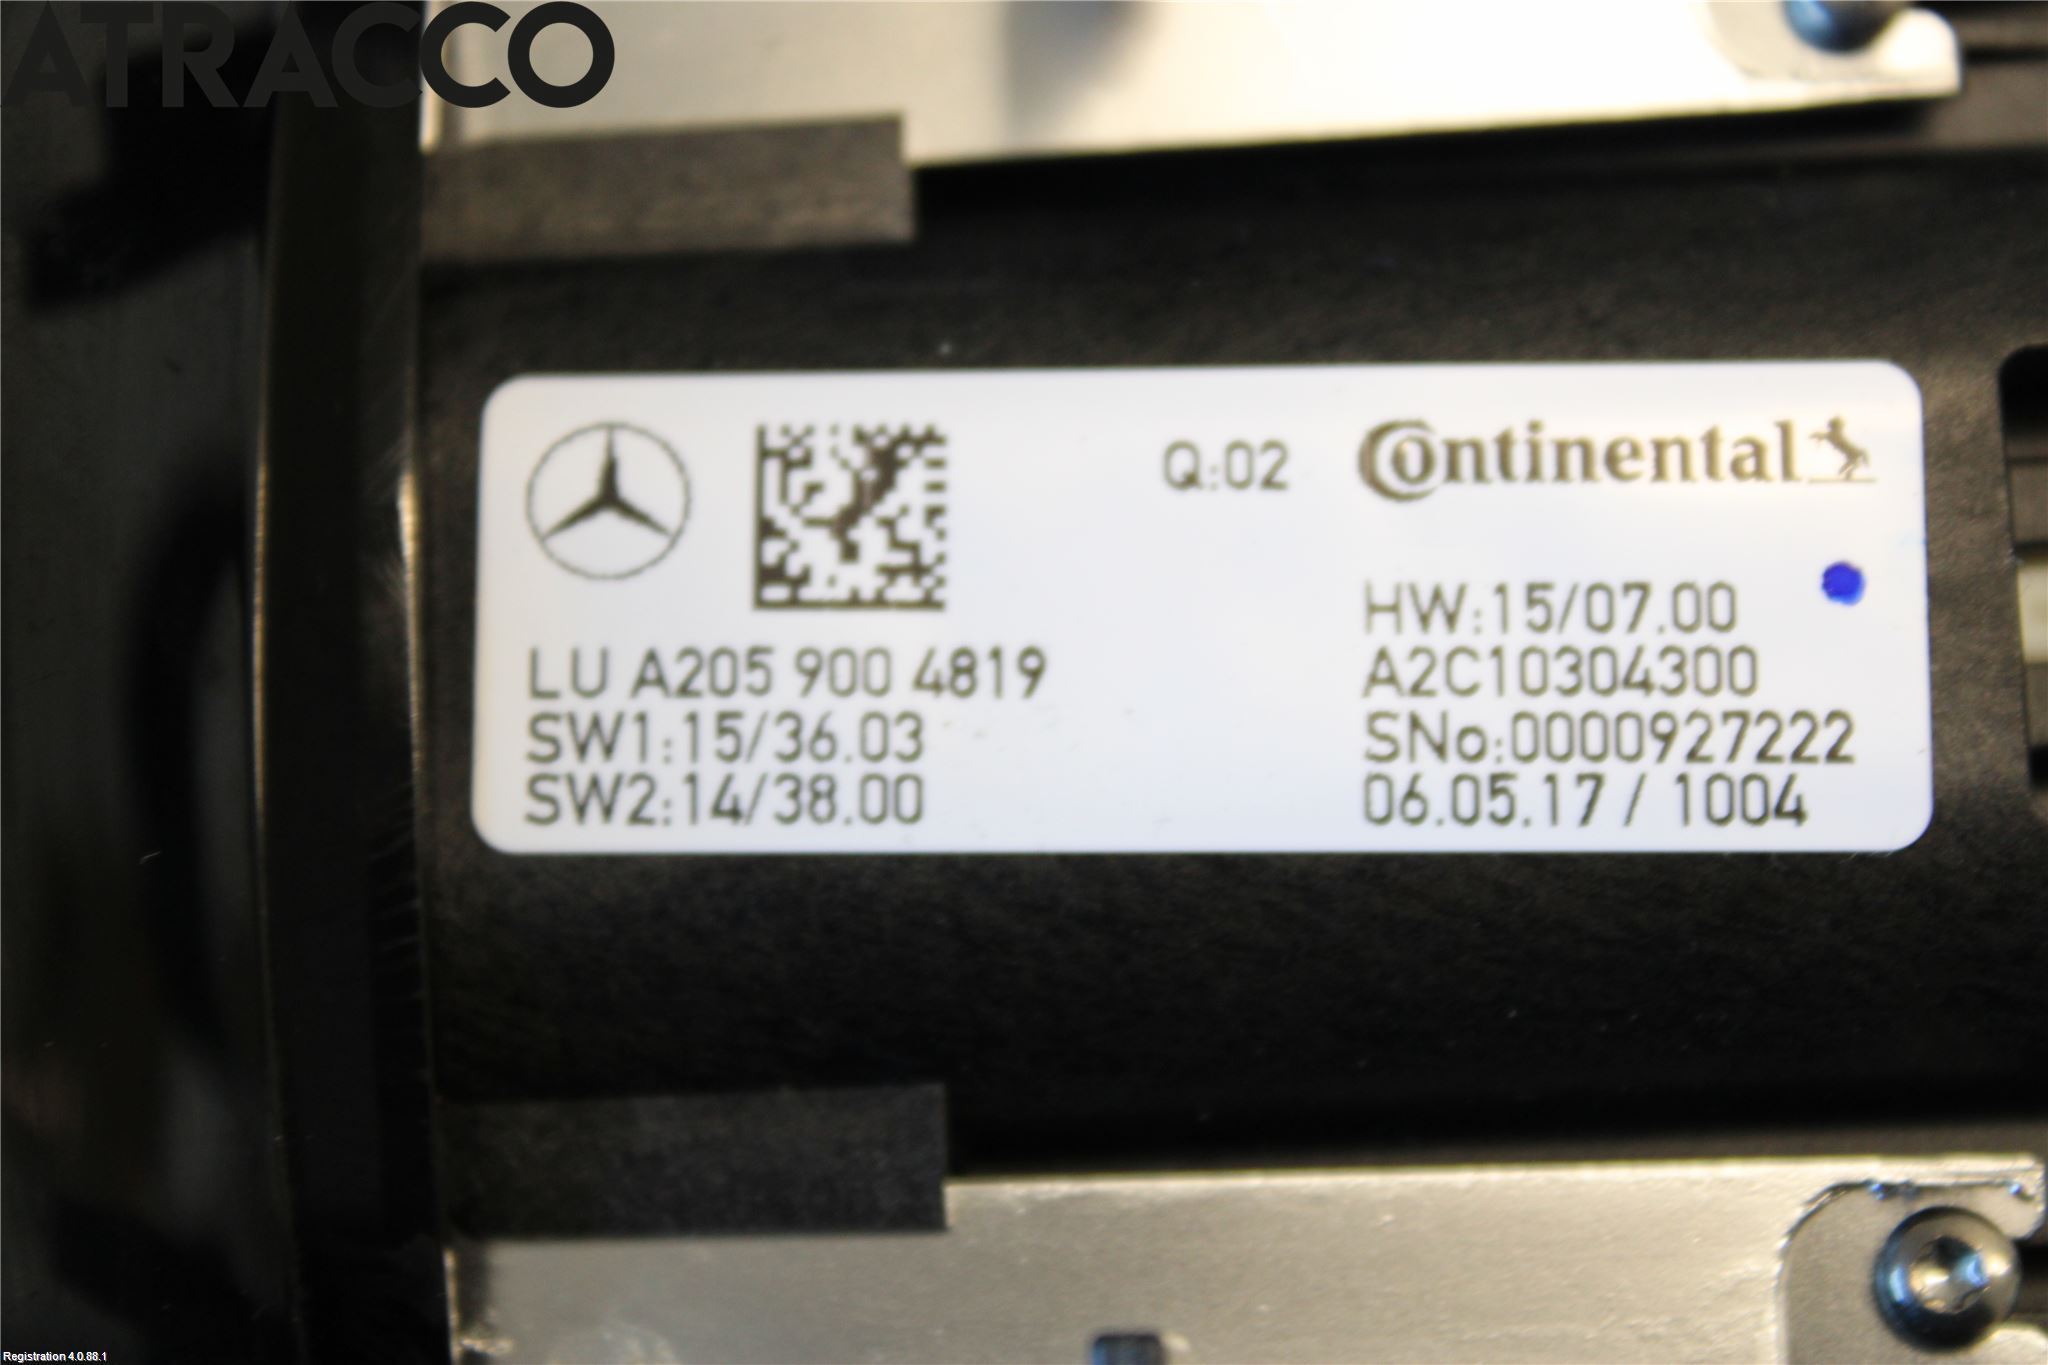 ATRACCO
Q:02
Continental
HW:15/07.00
LU A205 900 4819
A2C10304300
SW1:15/36.03
SNo:0000927222
SW2:14/38.00
06.05.17 / 1004
Registration 4.0.88.1